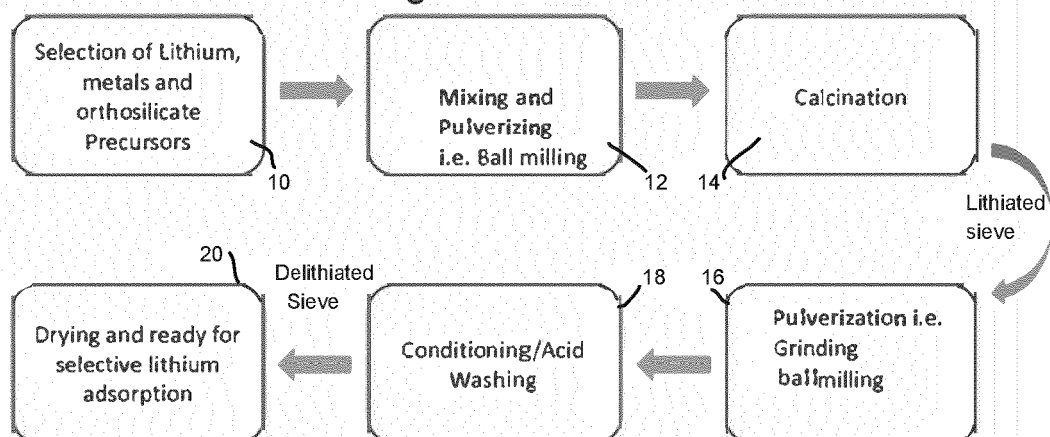 Selection of Lithium,
metals and
orthosilicate
Precursors
10
Mixing and
Pulverizing
i.e. Ball milling
12
Calcination
14
Lithiated
sieve
Pulverization i.e.
Grinding
ballmilling
16
Conditioning/Acid
Washing
18
Delithiated
Sieve
Drying and ready for
selective lithium
adsorption
20